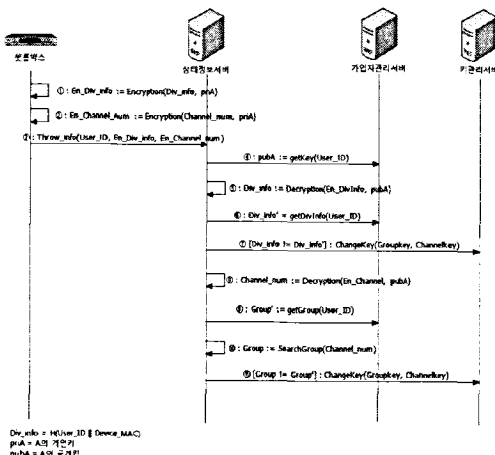 셋톱박스
상태정보서버
가입자관리서버
키관리서버
①: En_Div_info := Encryption(Div_info, priA)
②: En_Channel_num := Encryption(Channel_num, priA)
③: Throw_info(User_ID, En_Div_info, En_Channel_num)
④: pubA := getKey(User_ID)
⑤: Div_info := Decryption(En_DivInfo, pubA)
⑥: Div_info' = getDivInfo(User_ID)
⑦ [Div_info != Div_info'] : ChangeKey(Groupkey, Channelkey)
⑧: Channel_num := Decryption(En_Channel, pubA)
⑨: Group' := getGroup(User_ID)
⑩: Group := SearchGroup(Channel_num)
[Group != Group'] : ChangeKey(Groupkey, Channelkey)
Div_info = H(User_ID || Device_MAC)
priA = A의 개인키
pubA = A의 공개키